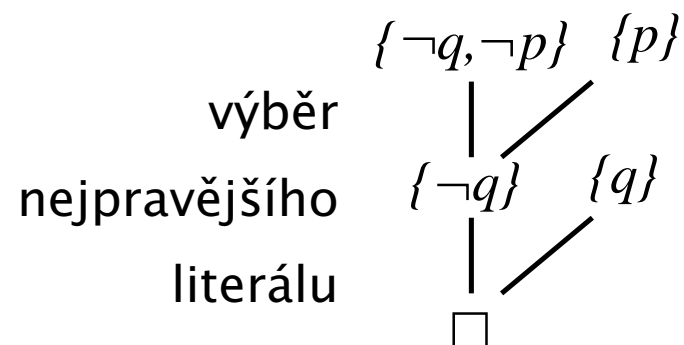 {¬q,¬p} {p}
výběr
nejpravějšího {¬q} {q}
literálu
□